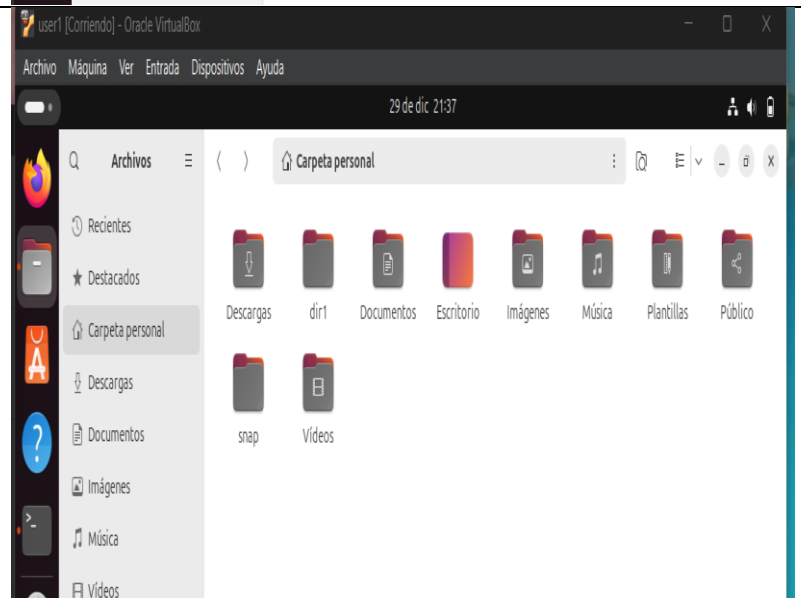 user1 [Corriendo] - Oracle VirtualBox
Archivo Máquina Ver Entrada Dispositivos Ayuda
29 de dic 21:37
Archivos
Carpeta personal
Recientes
Destacados
Carpeta personal
Descargas
Documentos
Imágenes
Música
Vídeos
Descargas dir1 Documentos Escritorio Imágenes Música Plantillas Público
snap Vídeos